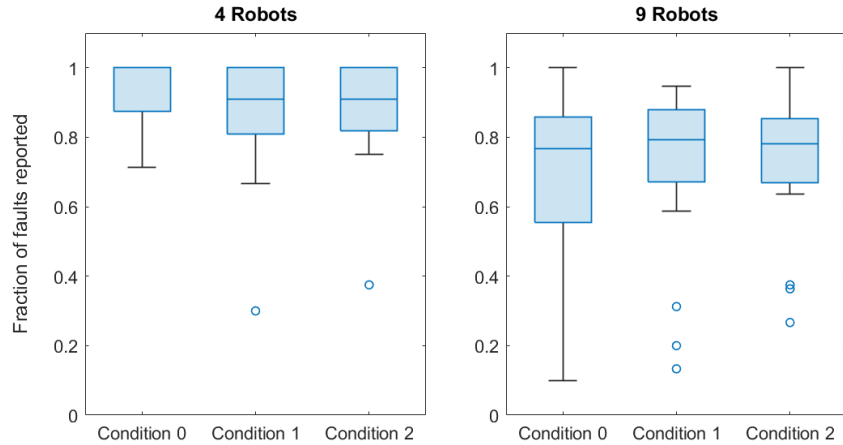 4 Robots
Fraction of faults reported
1
0.8
0.6
0.4
0.2
0
Condition 0 Condition 1 Condition 2
9 Robots
1
0.8
0.6
0.4
0.2
0
Condition 0 Condition 1 Condition 2